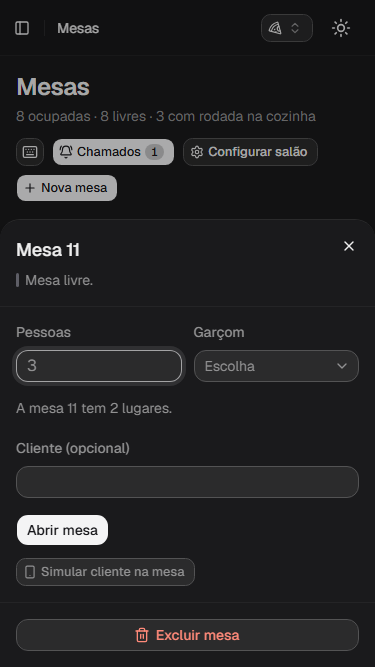 Mesas
Mesas
8 ocupadas · 8 livres · 3 com rodada na cozinha
Chamados 1
Configurar salão
Nova mesa
Mesa 11
Mesa livre.
Pessoas
Garçom
3
Escolha
A mesa 11 tem 2 lugares.
Cliente (opcional)
Abrir mesa
Simular cliente na mesa
Excluir mesa